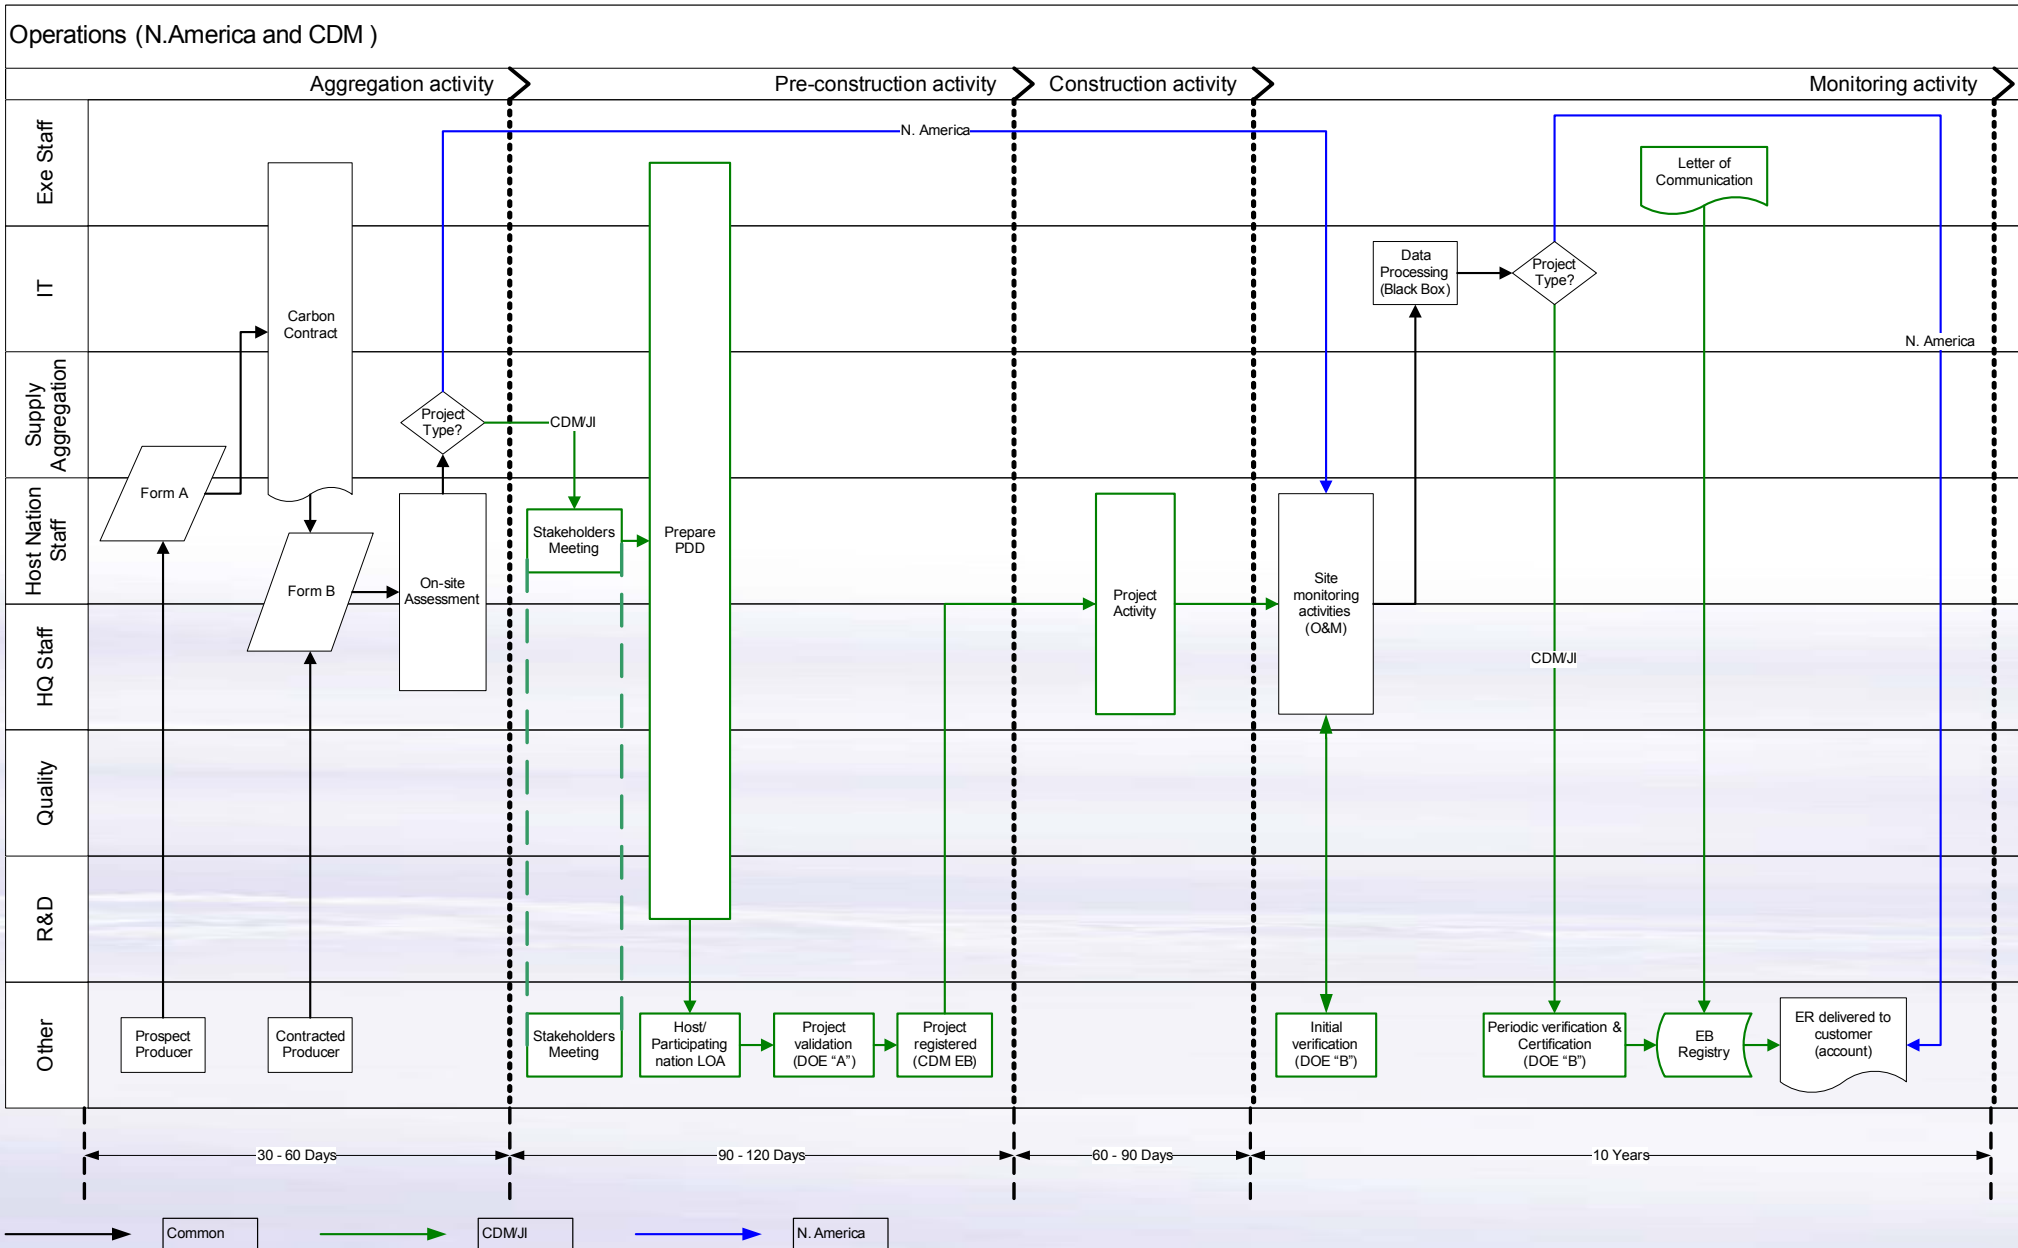 Operations (N.America and CDM )
Aggregation activity
Pre-construction activity
Construction activity
Monitoring activity
Exe Staff
IT
Supply
Aggregation
Host Nation
Staff
HQ Staff
Quality
R&D
Other
N. America
Letter of
Communication
Carbon
Contract
Data
Processing
(Black Box)
Project
Type?
N. America
Project
Type?
CDM/JI
Form A
Stakeholders
Meeting
Prepare
PDD
Form B
On-site
Assessment
Project
Activity
Site
monitoring
activities
(O&M)
CDM/JI
Prospect
Producer
Contracted
Producer
Stakeholders
Meeting
Host/
Participating
nation LOA
Project
validation
(DOE “A”)
Project
registered
(CDM EB)
Initial
verification
(DOE “B”)
Periodic verification &
Certification
(DOE “B”)
EB
Registry
ER delivered to
customer
(account)
30 - 60 Days
90 - 120 Days
60 - 90 Days
10 Years
Common
CDM/JI
N. America